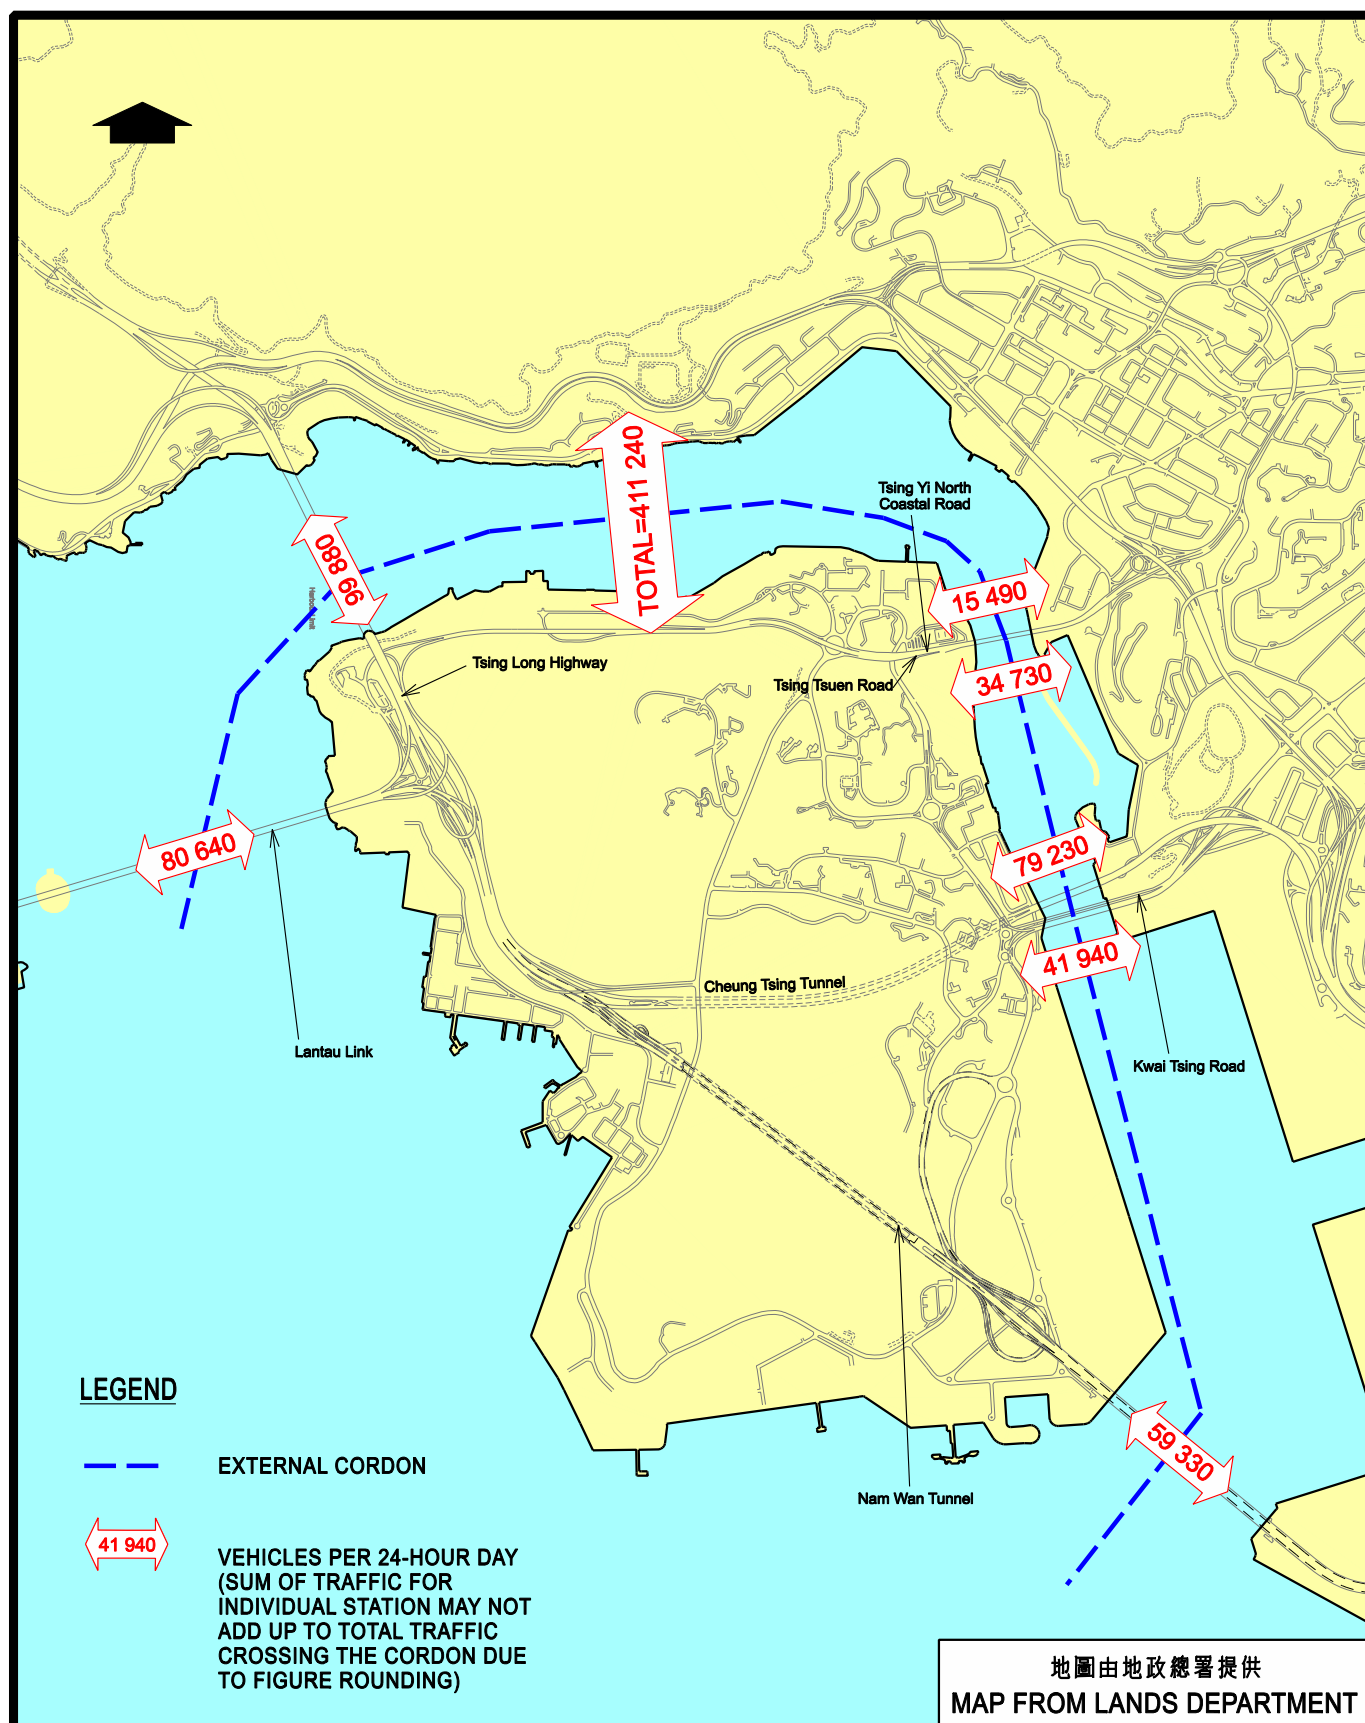 TOTAL=411 240
Tsing Yi North
Coastal Road
99 880
Harbour Limit
15 490
Tsing Long Highway
Tsing Tsuen Road
34 730
80 640
79 230
41 940
Cheung Tsing Tunnel
Lantau Link
Kwai Tsing Road
LEGEND
59 330
EXTERNAL CORDON
Nam Wan Tunnel
41 940
VEHICLES PER 24-HOUR DAY
(SUM OF TRAFFIC FOR
INDIVIDUAL STATION MAY NOT
ADD UP TO TOTAL TRAFFIC
CROSSING THE CORDON DUE
TO FIGURE ROUNDING)
地圖由地政總署提供
MAP FROM LANDS DEPARTMENT